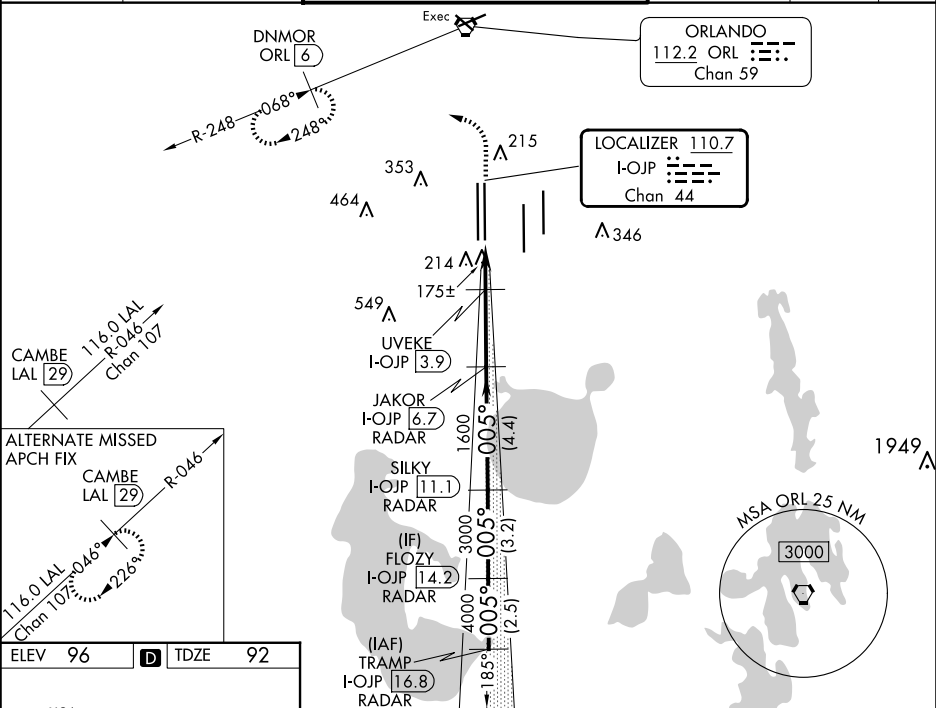 Exec
DNMOR
ORL 6
ORLANDO
112.2 ORL
Chan 59
R-248
068°
248°
215
LOCALIZER 110.7
I-OJP
Chan 44
353
464
346
214
175±
549
UVEKE
I-OJP 3.9
116.0 LAL
R-046
Chan 107
CAMBE
LAL 29
JAKOR
I-OJP 6.7
RADAR
1600
005°
(4.4)
ALTERNATE MISSED
APCH FIX
CAMBE
LAL 29
R-046
046°
226°
116.0 LAL
Chan 107
1949
SILKY
I-OJP 11.1
RADAR
3000
005°
(3.2)
MSA ORL 25 NM
3000
(IF)
FLOZY
I-OJP 14.2
RADAR
4000
005°
(2.5)
(IAF)
TRAMP
I-OJP 16.8
RADAR
185°
ELEV 96 D TDZE 92